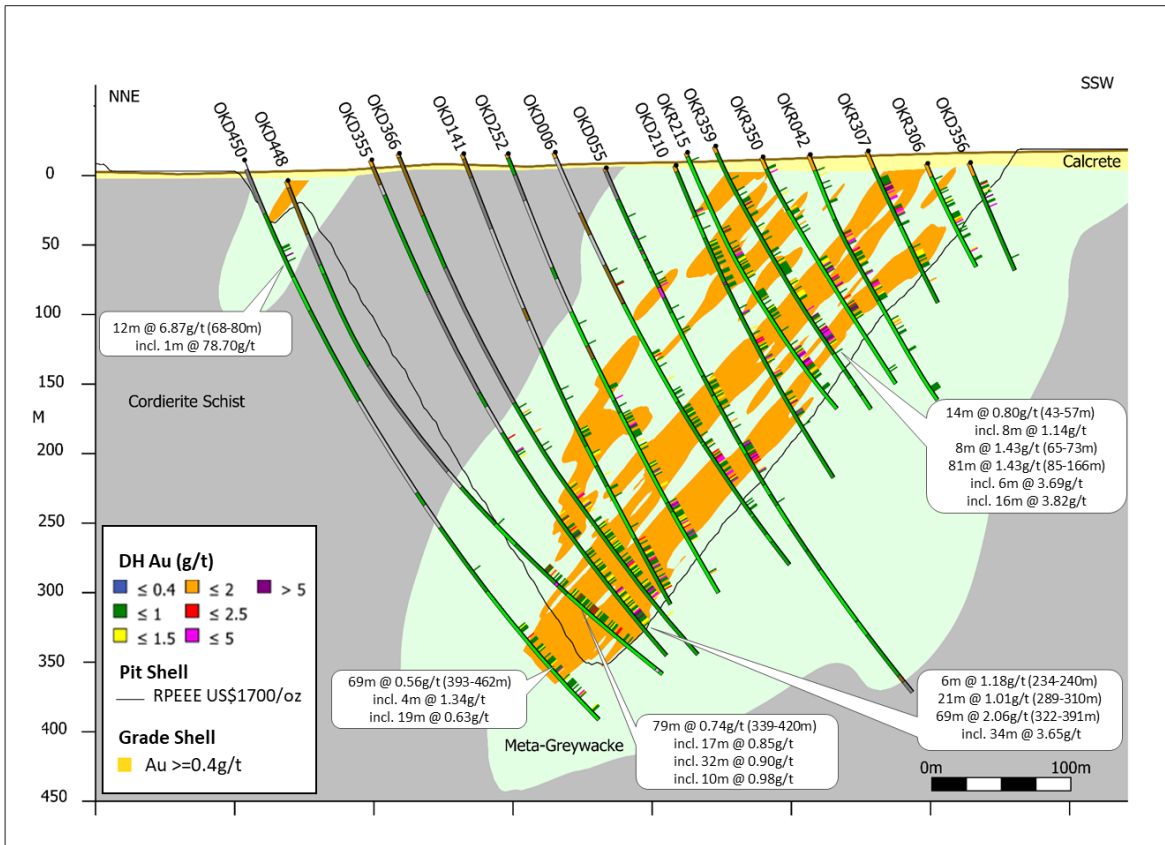 NNE
SSW
OKD450
OKD448
OKD355
OKD366
OKD141
OKD252
OKD006
OKD055
OKD210
OKR215
OKR359
OKR350
OKR042
OKR307
OKR306
OKD356
Calcrete
0
50
100
150
M
200
250
300
350
400
450
12m @ 6.87g/t (68-80m)
incl. 1m @ 78.70g/t
Cordierite Schist
14m @ 0.80g/t (43-57m)
incl. 8m @ 1.14g/t
8m @ 1.43g/t (65-73m)
81m @ 1.43g/t (85-166m)
incl. 6m @ 3.69g/t
incl. 16m @ 3.82g/t
DH Au (g/t)
≤ 0.4 ≤ 2 > 5
≤ 1 ≤ 2.5
≤ 1.5 ≤ 5
Pit Shell
RPEEE US$1700/oz
Grade Shell
Au >=0.4g/t
69m @ 0.56g/t (393-462m)
incl. 4m @ 1.34g/t
incl. 19m @ 0.63g/t
Meta-Greywacke
79m @ 0.74g/t (339-420m)
incl. 17m @ 0.85g/t
incl. 32m @ 0.90g/t
incl. 10m @ 0.98g/t
6m @ 1.18g/t (234-240m)
21m @ 1.01g/t (289-310m)
69m @ 2.06g/t (322-391m)
incl. 34m @ 3.65g/t
0m 100m